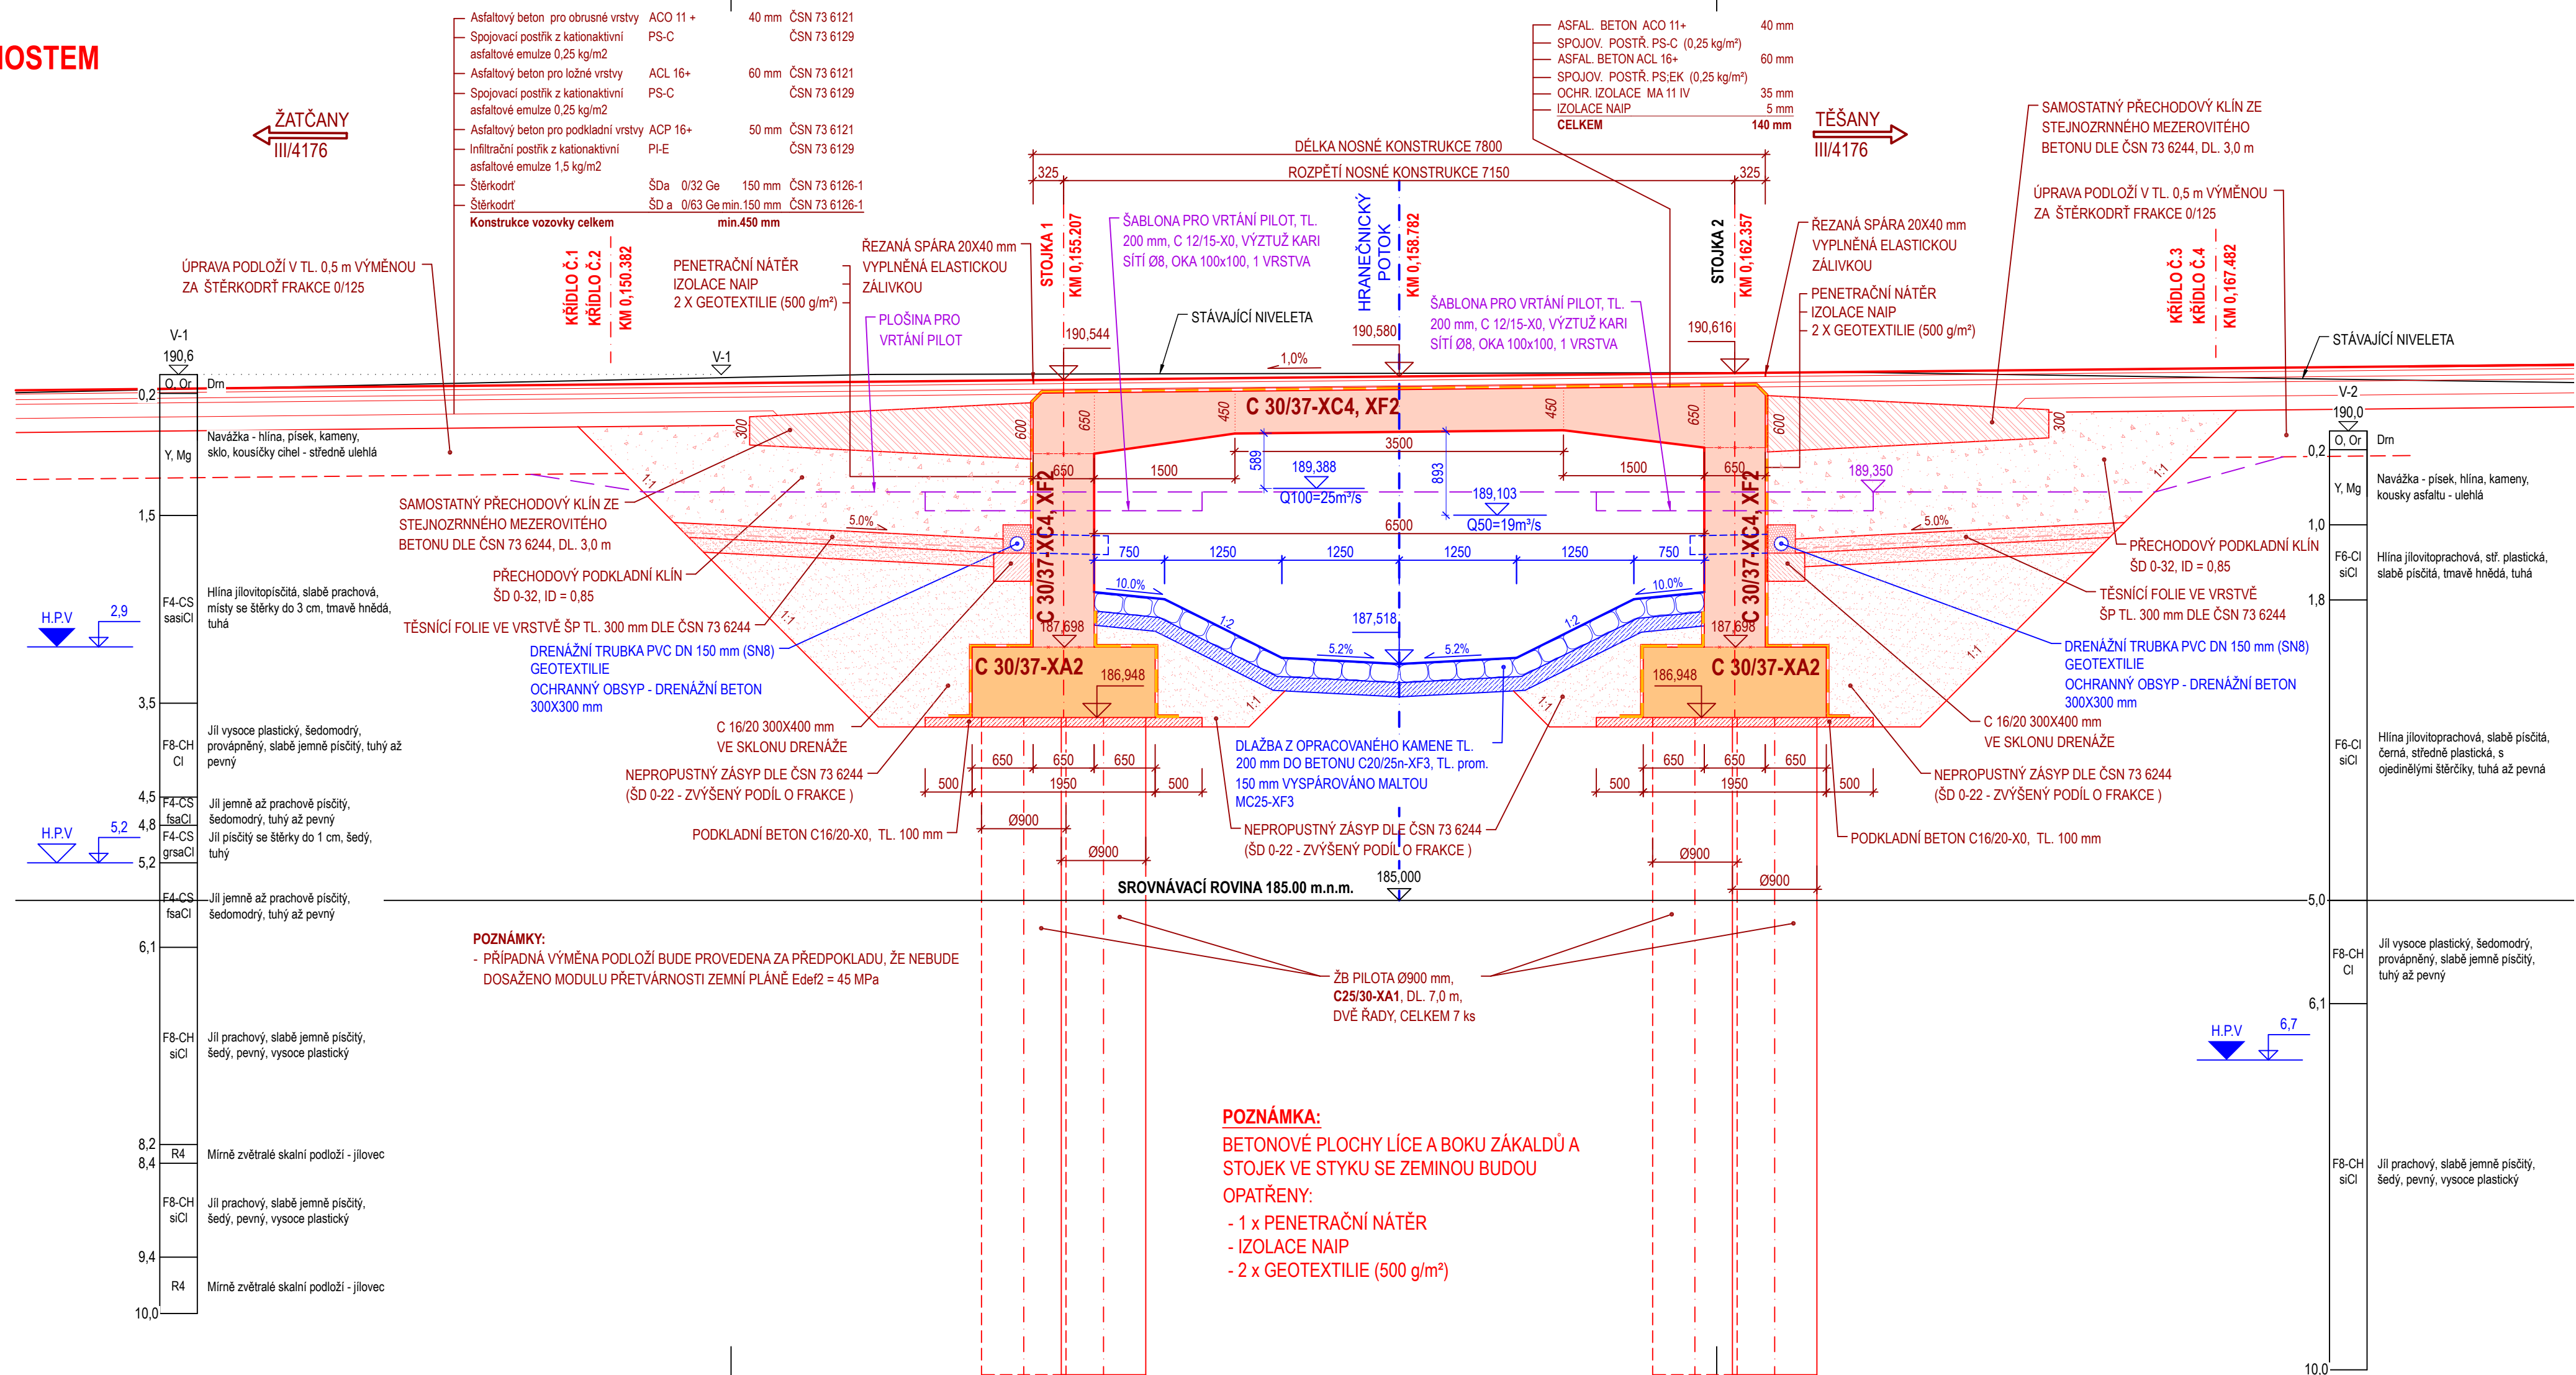 MOSTEM
Asfaltový beton pro obrusné vrstvy ACO 11 + 40 mm ČSN 73 6121
Spojovací postřik z kationaktivní PS-C ČSN 73 6129
asfaltové emulze 0,25 kg/m2
Asfaltový beton pro ložné vrstvy ACL 16+ 60 mm ČSN 73 6121
Spojovací postřik z kationaktivní PS-C ČSN 73 6129
asfaltové emulze 0,25 kg/m2
Asfaltový beton pro podkladní vrstvy ACP 16+ 50 mm ČSN 73 6121
Infiltrační postřik z kationaktivní PI-E ČSN 73 6129
asfaltové emulze 1,5 kg/m2
Štěrkodrť ŠDa 0/32 Ge 150 mm ČSN 73 6126-1
Štěrkodrť ŠD a 0/63 Ge min.150 mm ČSN 73 6126-1
Konstrukce vozovky celkem min.450 mm
ŽATČANY
III/4176
ASFAL. BETON ACO 11+ 40 mm
SPOJOV. POSTŘ. PS-C (0,25 kg/m²)
ASFAL. BETON ACL 16+ 60 mm
SPOJOV. POSTŘ. PS;EK (0,25 kg/m²)
OCHR. IZOLACE MA 11 IV 35 mm
IZOLACE NAIP 5 mm
CELKEM 140 mm
TĚŠANY
III/4176
SAMOSTATNÝ PŘECHODOVÝ KLÍN ZE
STEJNOZRNNÉHO MEZEROVITÉHO
BETONU DLE ČSN 73 6244, DL. 3,0 m
ÚPRAVA PODLOŽÍ V TL. 0,5 m VÝMĚNOU
ZA ŠTĚRKODRŤ FRAKCE 0/125
DÉLKA NOSNÉ KONSTRUKCE 7800
325
ROZPĚTÍ NOSNÉ KONSTRUKCE 7150
325
ÚPRAVA PODLOŽÍ V TL. 0,5 m VÝMĚNOU
ZA ŠTĚRKODRŤ FRAKCE 0/125
KŘÍDLO Č.1
KŘÍDLO Č.2
KM 0,150.382
PENETRAČNÍ NÁTĚR
IZOLACE NAIP
2 X GEOTEXTILIE (500 g/m²)
ŘEZANÁ SPÁRA 20X40 mm
VYPLNĚNÁ ELASTICKOU
ZÁLIVKOU
PLOŠINA PRO
VRTÁNÍ PILOT
STOJKA 1
KM 0,155.207
ŠABLONA PRO VRTÁNÍ PILOT, TL.
200 mm, C 12/15-X0, VÝZTUŽ KARI
SÍTÍ Ø8, OKA 100x100, 1 VRSTVA
HRANEČNICKÝ
POTOK
KM 0,158.782
STÁVAJÍCÍ NIVELETA
ŠABLONA PRO VRTÁNÍ PILOT, TL.
200 mm, C 12/15-X0, VÝZTUŽ KARI
SÍTÍ Ø8, OKA 100x100, 1 VRSTVA
STOJKA 2
KM 0,162.357
ŘEZANÁ SPÁRA 20X40 mm
VYPLNĚNÁ ELASTICKOU
ZÁLIVKOU
PENETRAČNÍ NÁTĚR
IZOLACE NAIP
2 X GEOTEXTILIE (500 g/m²)
KŘÍDLO Č.3
KŘÍDLO Č.4
KM 0,167.482
STÁVAJÍCÍ NIVELETA
190,544
190,580
190,616
1,0%
V-1
V-1
190,6
O, Or Drn
0,2
Y, Mg
Navážka - hlína, písek, kameny,
sklo, kousíčky cihel - středně ulehlá
1,5
F4-CS
sasiCl
Hlína jílovitopísčitá, slabě prachová,
místy se štěrky do 3 cm, tmavě hnědá,
tuhá
H.P.V 2,9
3,5
F8-CH
Cl
Jíl vysoce plastický, šedomodrý,
provápněný, slabě jemně písčitý, tuhý až
pevný
4,5
F4-CS
fsaCl
Jíl jemně až prachově písčitý,
šedomodrý, tuhý až pevný
4,8
F4-CS
grsaCl
Jíl písčitý se štěrky do 1 cm, šedý,
tuhý
H.P.V 5,2
5,2
F4-CS
fsaCl
Jíl jemně až prachově písčitý,
šedomodrý, tuhý až pevný
6,1
F8-CH
siCl
Jíl prachový, slabě jemně písčitý,
šedý, pevný, vysoce plastický
8,2
R4 Mírně zvětralé skalní podloží - jílovec
8,4
F8-CH
siCl
Jíl prachový, slabě jemně písčitý,
šedý, pevný, vysoce plastický
9,4
R4 Mírně zvětralé skalní podloží - jílovec
10,0
C 30/37-XC4, XF2
300
600
650
450
450
650
600
300
3500
650
1500
1500
650
589
893
189,388
Q100=25m³/s
189,103
Q50=19m³/s
189,350
6500
750 1250 1250 1250 1250 750
C 30/37-XC4, XF2
C 30/37-XC4, XF2
1:1
1:1
5.0%
5.0%
10.0%
10,0%
1:2
1:2
5.2%
5.2%
187,518
187,698
187,698
C 30/37-XA2
C 30/37-XA2
186,948
186,948
1:1
1:1
1:1
1:1
SAMOSTATNÝ PŘECHODOVÝ KLÍN ZE
STEJNOZRNNÉHO MEZEROVITÉHO
BETONU DLE ČSN 73 6244, DL. 3,0 m
PŘECHODOVÝ PODKLADNÍ KLÍN
ŠD 0-32, ID = 0,85
TĚSNÍCÍ FOLIE VE VRSTVĚ ŠP TL. 300 mm DLE ČSN 73 6244
DRENÁŽNÍ TRUBKA PVC DN 150 mm (SN8)
GEOTEXTILIE
OCHRANNÝ OBSYP - DRENÁŽNÍ BETON
300X300 mm
C 16/20 300X400 mm
VE SKLONU DRENÁŽE
NEPROPUSTNÝ ZÁSYP DLE ČSN 73 6244
(ŠD 0-22 - ZVÝŠENÝ PODÍL O FRAKCE )
PODKLADNÍ BETON C16/20-X0, TL. 100 mm
650 650 650
500 1950 500
Ø900
Ø900
DLAŽBA Z OPRACOVANÉHO KAMENE TL.
200 mm DO BETONU C20/25n-XF3, TL. prom.
150 mm VYSPÁROVÁNO MALTOU
MC25-XF3
NEPROPUSTNÝ ZÁSYP DLE ČSN 73 6244
(ŠD 0-22 - ZVÝŠENÝ PODÍL O FRAKCE )
650 650 650
500 1950 500
Ø900
Ø900
PŘECHODOVÝ PODKLADNÍ KLÍN
ŠD 0-32, ID = 0,85
TĚSNÍCÍ FOLIE VE VRSTVĚ
ŠP TL. 300 mm DLE ČSN 73 6244
DRENÁŽNÍ TRUBKA PVC DN 150 mm (SN8)
GEOTEXTILIE
OCHRANNÝ OBSYP - DRENÁŽNÍ BETON
300X300 mm
C 16/20 300X400 mm
VE SKLONU DRENÁŽE
NEPROPUSTNÝ ZÁSYP DLE ČSN 73 6244
(ŠD 0-22 - ZVÝŠENÝ PODÍL O FRAKCE )
PODKLADNÍ BETON C16/20-X0, TL. 100 mm
SROVNÁVACÍ ROVINA 185.00 m.n.m.
185,000
POZNÁMKY:
- PŘÍPADNÁ VÝMĚNA PODLOŽÍ BUDE PROVEDENA ZA PŘEDPOKLADU, ŽE NEBUDE
DOSAŽENO MODULU PŘETVÁRNOSTI ZEMNÍ PLÁNĚ Edef2 = 45 MPa
ŽB PILOTA Ø900 mm,
C25/30-XA1, DL. 7,0 m,
DVĚ ŘADY, CELKEM 7 ks
POZNÁMKA:
BETONOVÉ PLOCHY LÍCE A BOKU ZÁKALDŮ A
STOJEK VE STYKU SE ZEMINOU BUDOU
OPATŘENY:
- 1 x PENETRAČNÍ NÁTĚR
- IZOLACE NAIP
- 2 x GEOTEXTILIE (500 g/m²)
V-2
190,0
O, Or Drn
0,2
Y, Mg
Navážka - písek, hlína, kameny,
kousky asfaltu - ulehlá
1,0
F6-CI
siCl
Hlína jílovitoprachová, stř. plastická,
slabě písčitá, tmavě hnědá, tuhá
1,8
F6-CI
siCl
Hlína jílovitoprachová, slabě písčitá,
černá, středně plastická, s
ojedinělými štěrčíky, tuhá až pevná
5,0
F8-CH
Cl
Jíl vysoce plastický, šedomodrý,
provápněný, slabě jemně písčitý,
tuhý až pevný
6,1
H.P.V 6,7
F8-CH
siCl
Jíl prachový, slabě jemně písčitý,
šedý, pevný, vysoce plastický
10.0